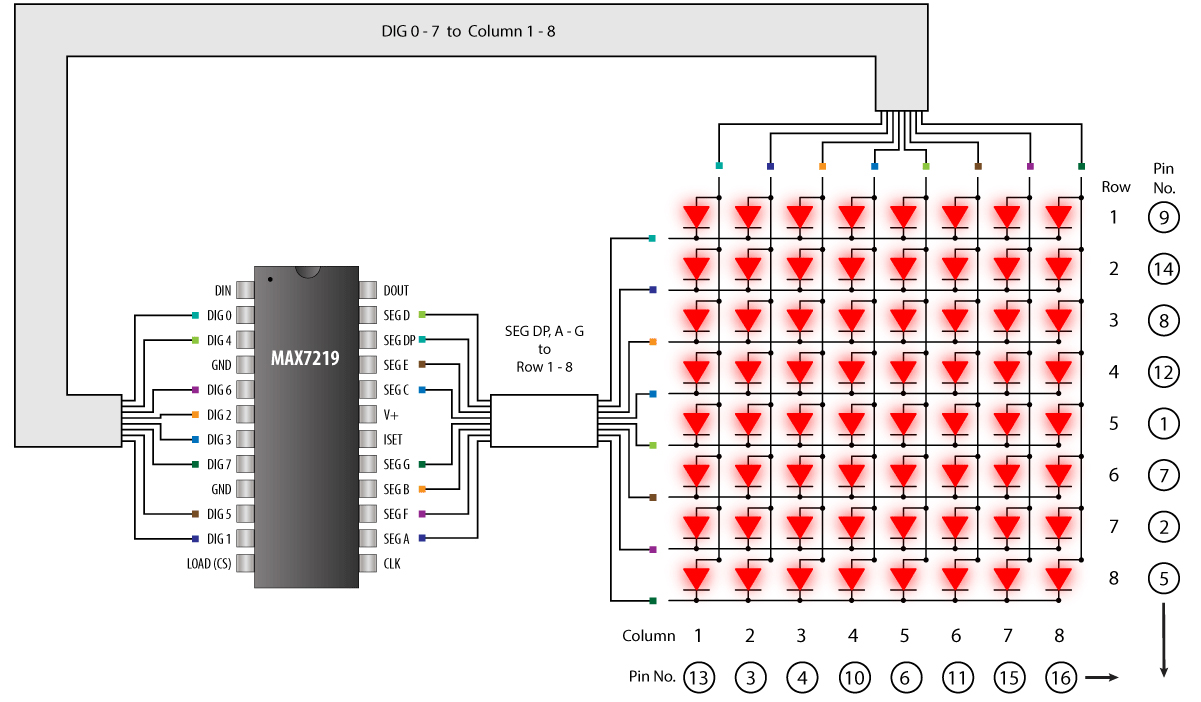 DIG 0 - 7 to Column 1 - 8
Pin
No.
Row
1 9
2 14
3 8
4 12
5 1
6 7
7 2
8 5
DIN
DIG 0
DIG 4
GND
DIG 6
DIG 2
DIG 3
DIG 7
GND
DIG 5
DIG 1
LOAD (CS)
MAX7219
DOUT
SEG D
SEG DP
SEG E
SEG C
V+
ISET
SEG G
SEG B
SEG F
SEG A
CLK
SEG DP, A - G
to
Row 1 - 8
Column 1 2 3 4 5 6 7 8
Pin No. 13 3 4 10 6 11 15 16